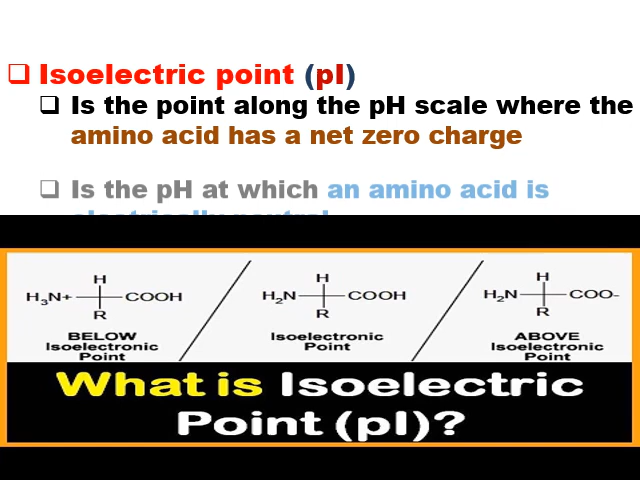 ❑ Isoelectric point (pI)
❑ Is the point along the pH scale where the
amino acid has a net zero charge
❑ Is the pH at which an amino acid is
electrically neutral
H
H₃N+ COOH
R
BELOW
Isoelectronic
Point
H
H₂N COOH
R
Isoelectronic
Point
H
H₂N COO-
R
ABOVE
Isoelectronic
Point
What is Isoelectric
Point (pI)?